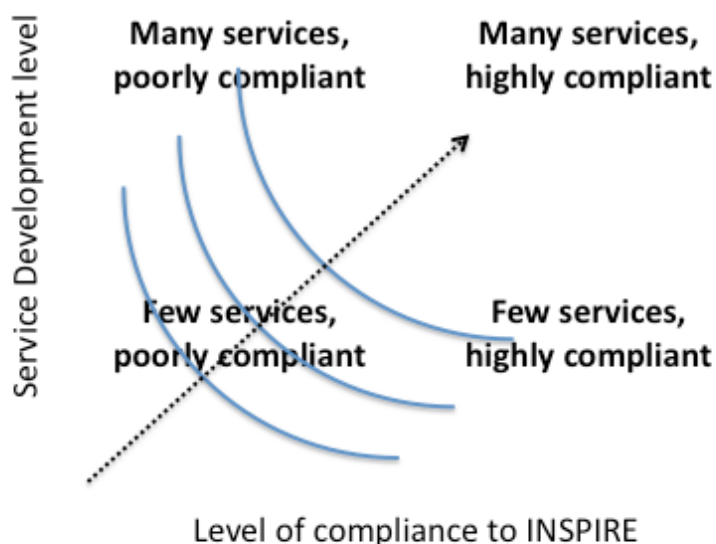 Service Development level
Many services,
poorly compliant
Many services,
highly compliant
Few services,
poorly compliant
Few services,
highly compliant
Level of compliance to INSPIRE